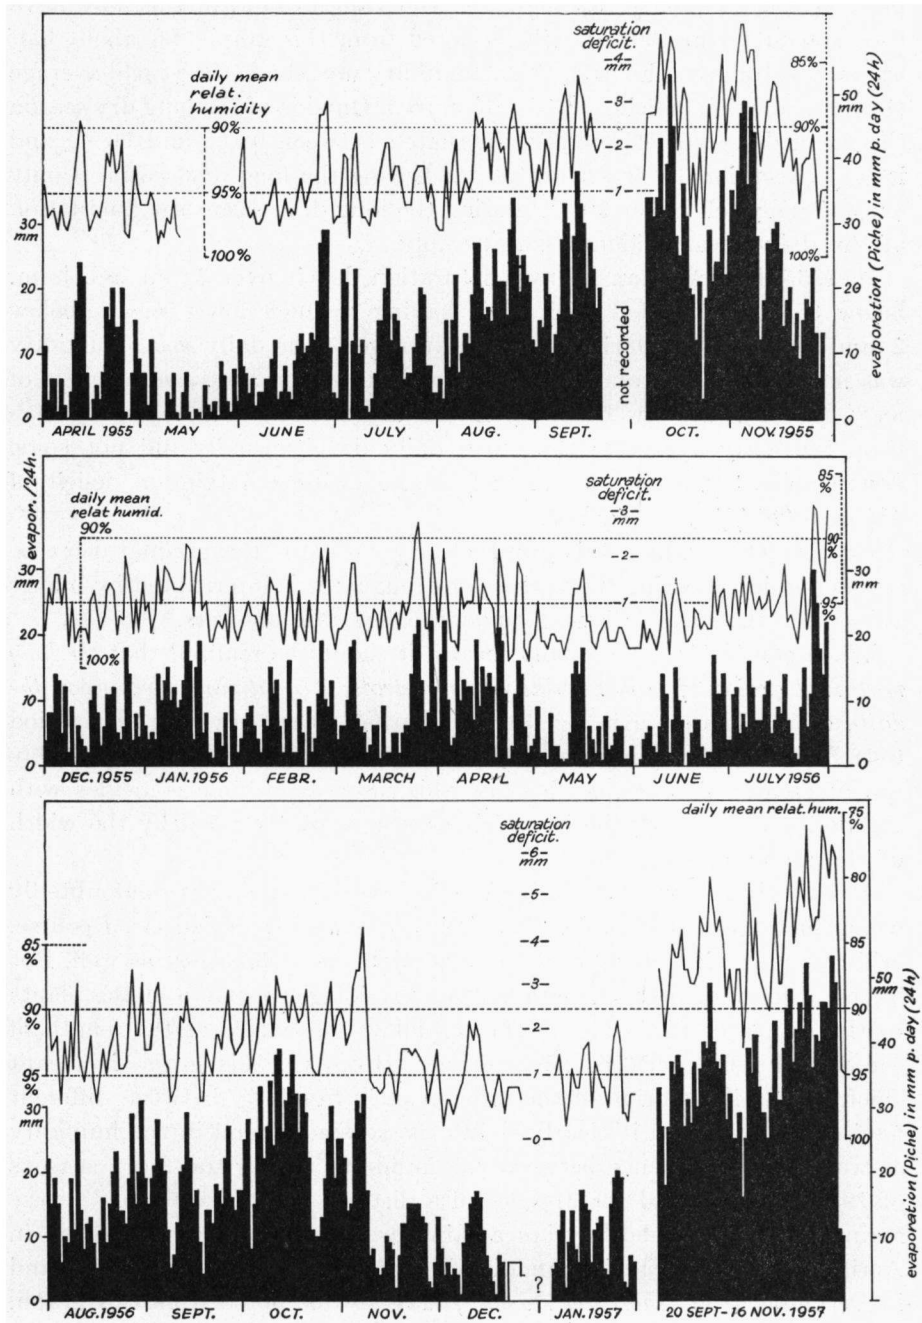 saturation
deficit.
-4-
mm
daily mean
relat.
humidity
85%
50
mm
-3-
90%
90%
-2-
40
95%
-1-
30
mm
30
100%
100%
20
20
10
10
0
0
not recorded
evaporation (Piche) in mm p. day (24h)
APRIL 1955 MAY JUNE JULY AUG. SEPT. OCT. NOV. 1955
mm evapor./24h.
daily mean
relat humid.
saturation
deficit.
-3-
mm
85
%
90%
90
%
-2-
30
mm
30
mm
-1-
95
%
20
20
100%
10
10
0
0
DEC. 1955 JAN. 1956 FEBR. MARCH APRIL MAY JUNE JULY 1956
daily mean relat. hum.
75
%
saturation
deficit.
-6-
mm
80
-5-
85
%
-4-
85
-3-
50
mm
90
%
90
-2-
40
95
%
-1-
95
30
mm
30
-0-
100
20
20
10
10
?
0
evaporation (Piche) in mm p. day (24h)
AUG. 1956 SEPT. OCT. NOV. DEC. JAN. 1957 20 SEPT-16 NOV. 1957